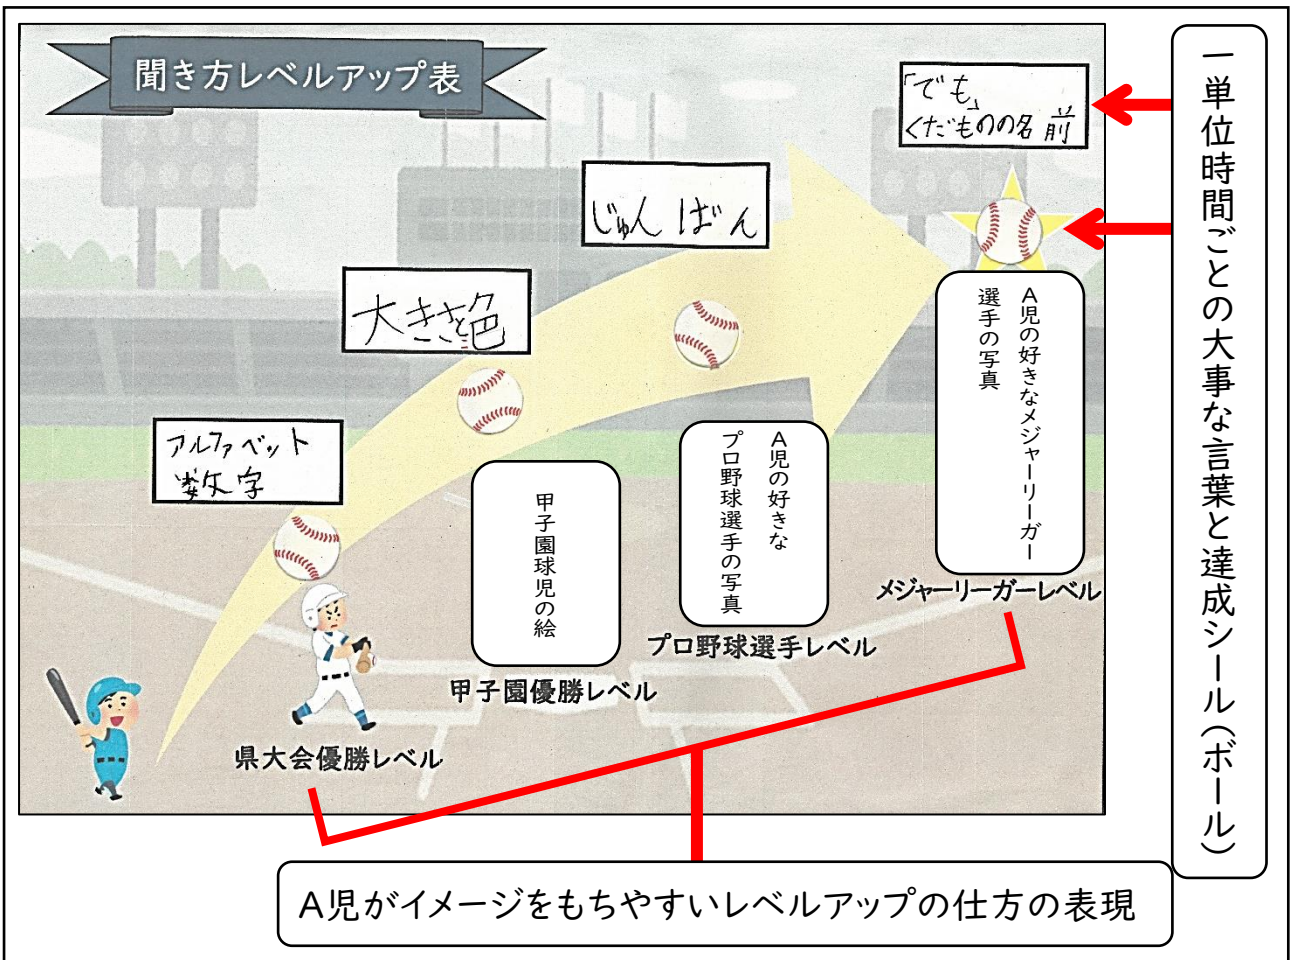 聞き方レベルアップ表
「でも」
くだものの名前
じゅんばん
大きさと色
アルファベット
数字
A児の好きなメジャーリーガー
選手の写真
A児の好きな
プロ野球選手の写真
甲子園球児の絵
メジャーリーガーレベル
プロ野球選手レベル
甲子園優勝レベル
県大会優勝レベル
一単位時間ごとの大事な言葉と達成シール(ボール)
A児がイメージをもちやすいレベルアップの仕方の表現